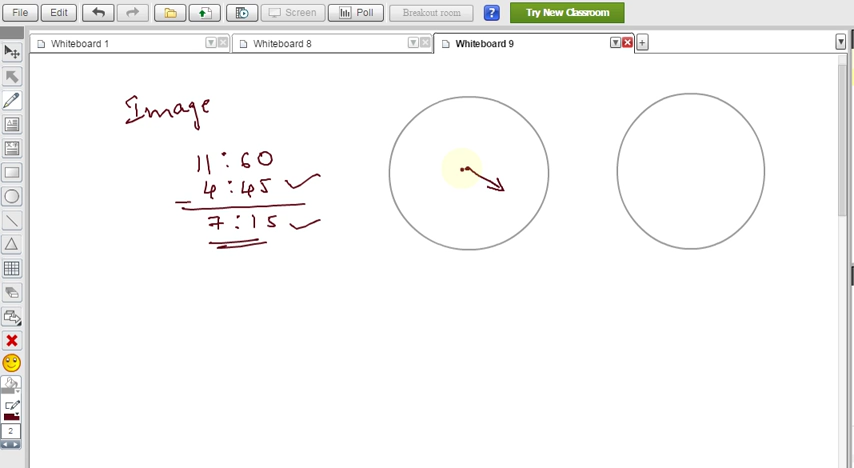 File Edit Screen Poll Breakout room ? Try New Classroom
Whiteboard 1 Whiteboard 8 Whiteboard 9 +
Image
11:60
- 4:45
7:15
2